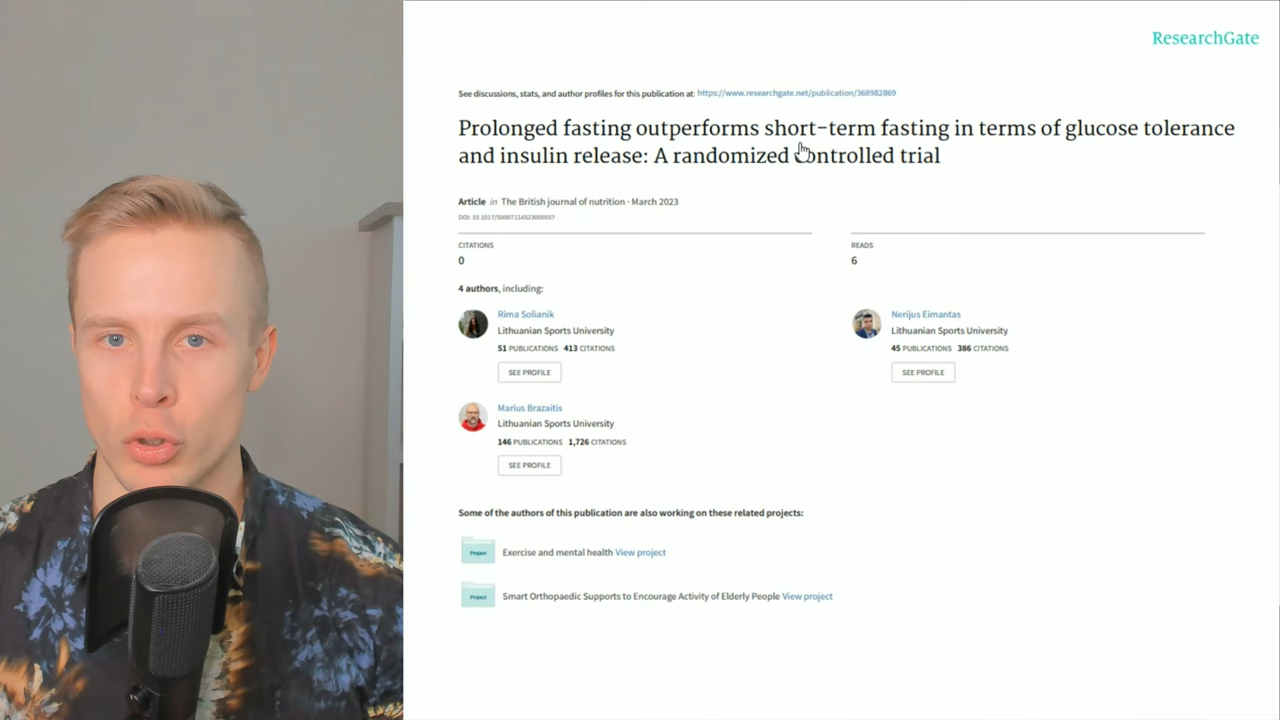 ResearchGate
See discussions, stats, and author profiles for this publication at: https://www.researchgate.net/publication/368982869
Prolonged fasting outperforms short-term fasting in terms of glucose tolerance
and insulin release: A randomized controlled trial
Article in The British journal of nutrition · March 2023
DOI: 10.1017/S0007114523000557
CITATIONS
0
READS
6
4 authors, including:
Rima Solianik
Lithuanian Sports University
51 PUBLICATIONS 413 CITATIONS
SEE PROFILE
Nerijus Eimantas
Lithuanian Sports University
45 PUBLICATIONS 386 CITATIONS
SEE PROFILE
Marius Brazaitis
Lithuanian Sports University
146 PUBLICATIONS 1,726 CITATIONS
SEE PROFILE
Some of the authors of this publication are also working on these related projects:
Project
Exercise and mental health View project
Project
Smart Orthopaedic Supports to Encourage Activity of Elderly People View project